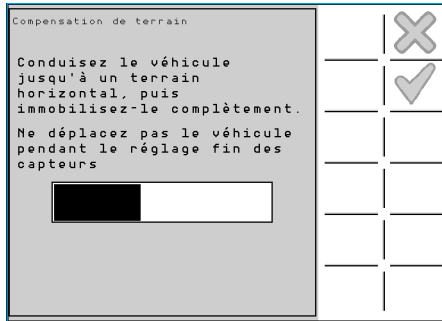 Compensation de terrain
Conduisez le véhicule
jusqu'à un terrain
horizontal, puis
immobilisez-le complètement.
Ne déplacez pas le véhicule
pendant le réglage fin des
capteurs